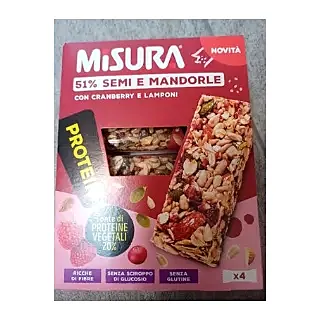 MiSURA®
NOVITÀ
51% SEMI E MANDORLE
CON CRANBERRY E LAMPONI
PROTEI
Fonte di
PROTEINE
VEGETALI
20%
RICCHE
DI FIBRE
SENZA SCIROPPO
DI GLUCOSIO
SENZA
GLUTINE
x4